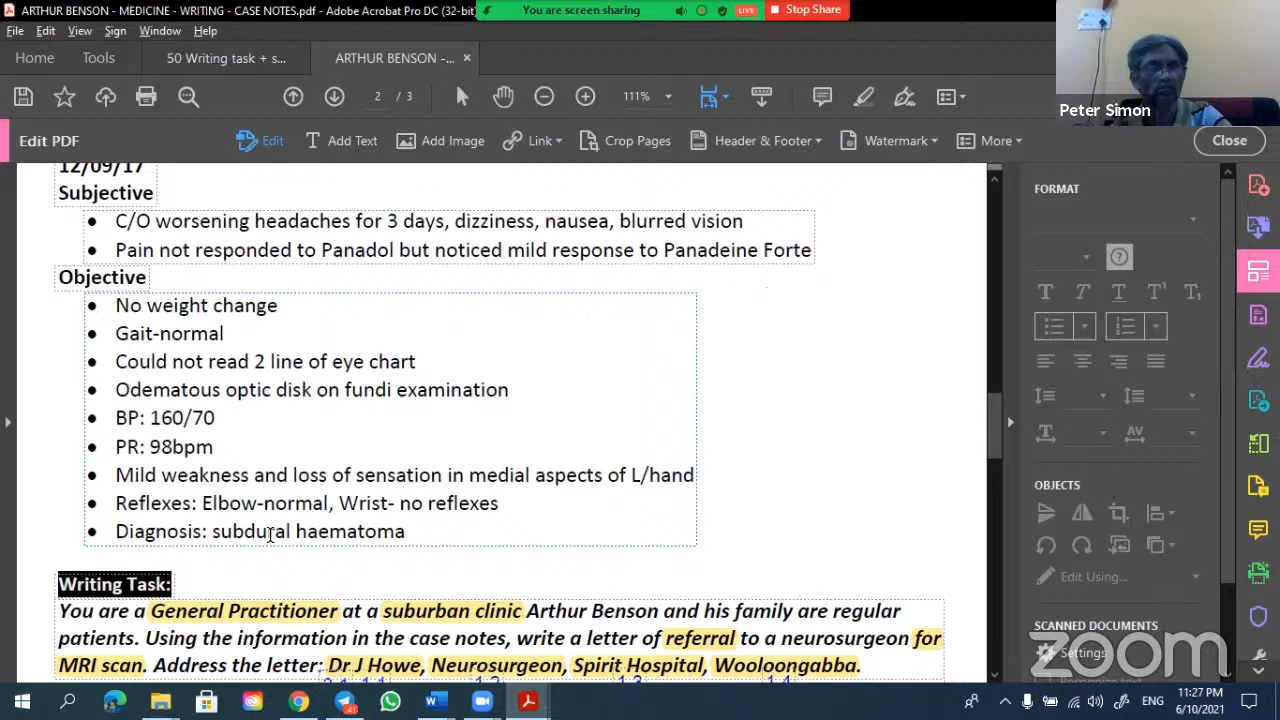 ARTHUR BENSON - MEDICINE - WRITING - CASE NOTES.pdf - Adobe Acrobat Pro DC (32-bit)
You are screen sharing
LIVE
Stop Share
File Edit View Sign Window Help
Home Tools 50 Writing task + s... ARTHUR BENSON -... ×
2 / 3 111%
Peter Simon
Edit PDF Edit Add Text Add Image Link Crop Pages Header & Footer Watermark More Close
12/09/17
Subjective
• C/O worsening headaches for 3 days, dizziness, nausea, blurred vision
• Pain not responded to Panadol but noticed mild response to Panadeine Forte
Objective
• No weight change
• Gait-normal
• Could not read 2 line of eye chart
• Odematous optic disk on fundi examination
• BP: 160/70
• PR: 98bpm
• Mild weakness and loss of sensation in medial aspects of L/hand
• Reflexes: Elbow-normal, Wrist- no reflexes
• Diagnosis: subdural haematoma
Writing Task:
You are a General Practitioner at a suburban clinic Arthur Benson and his family are regular
patients. Using the information in the case notes, write a letter of referral to a neurosurgeon for
MRI scan. Address the letter: Dr J Howe, Neurosurgeon, Spirit Hospital, Wooloongabba.
1.2 1.3 1.4
FORMAT
OBJECTS
Edit Using...
SCANNED DOCUMENTS
Settings
zoom
41
ENG
11:27 PM
6/10/2021